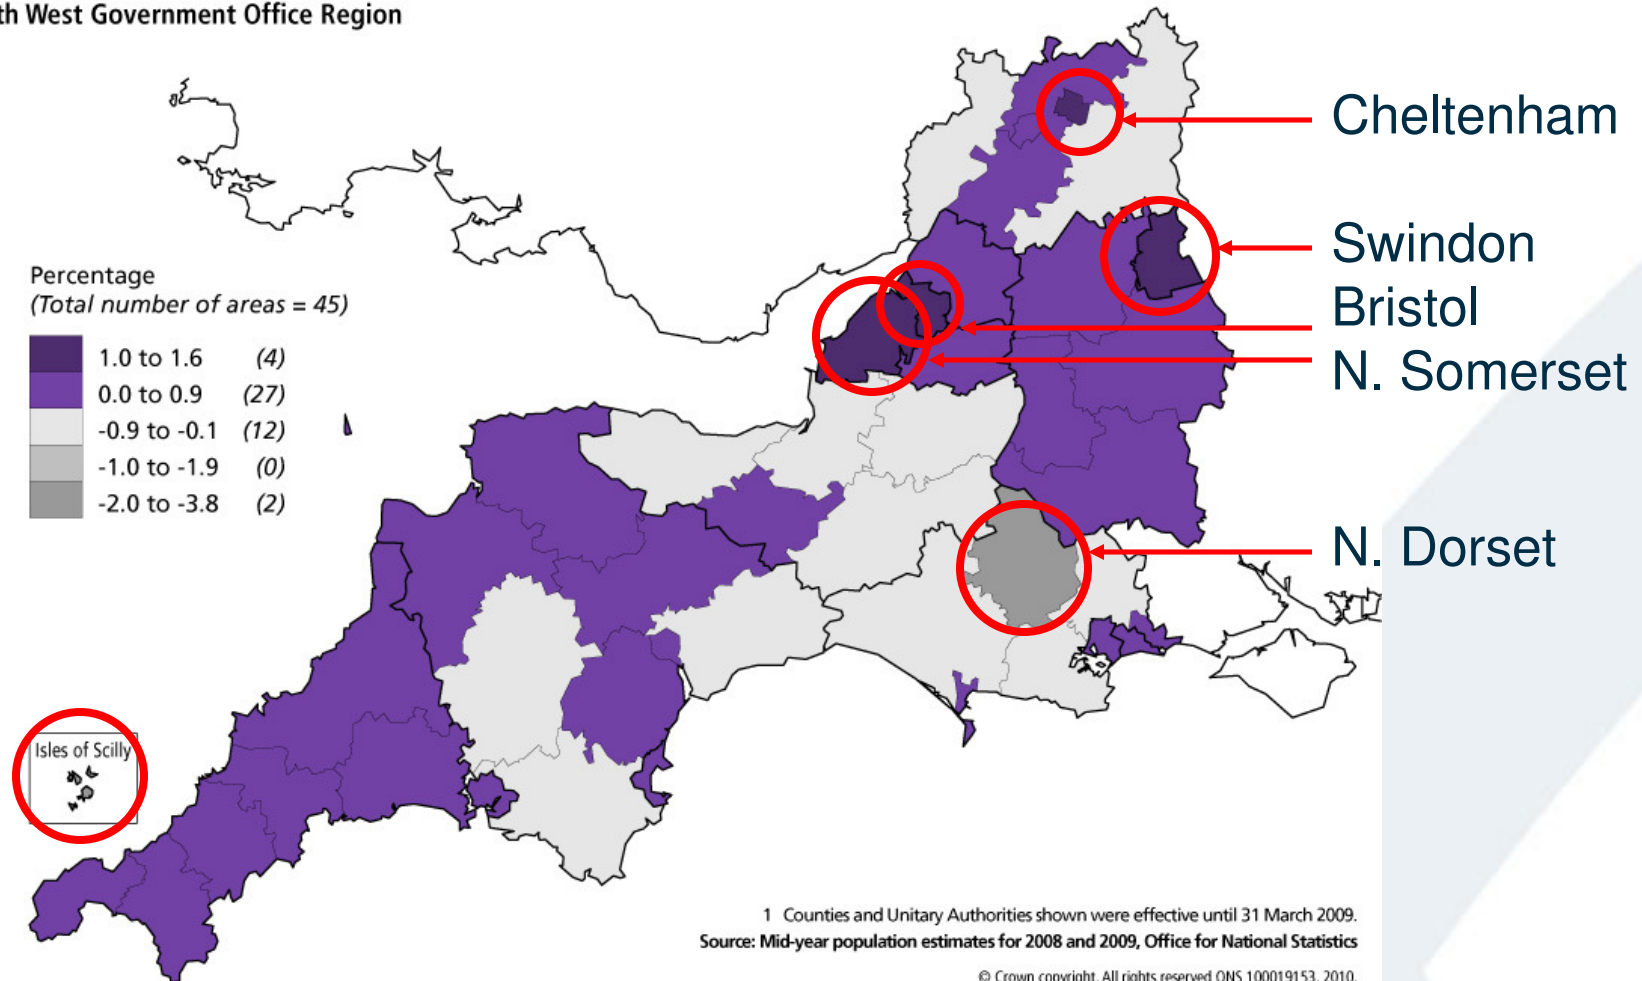 th West Government Office Region
Cheltenham
Swindon
Bristol
N. Somerset
N. Dorset
Percentage
(Total number of areas = 45)
1.0 to 1.6 (4)
0.0 to 0.9 (27)
-0.9 to -0.1 (12)
-1.0 to -1.9 (0)
-2.0 to -3.8 (2)
Isles of Scilly
1 Counties and Unitary Authorities shown were effective until 31 March 2009.
Source: Mid-year population estimates for 2008 and 2009, Office for National Statistics
© Crown copyright. All rights reserved ONS 100019153, 2010.